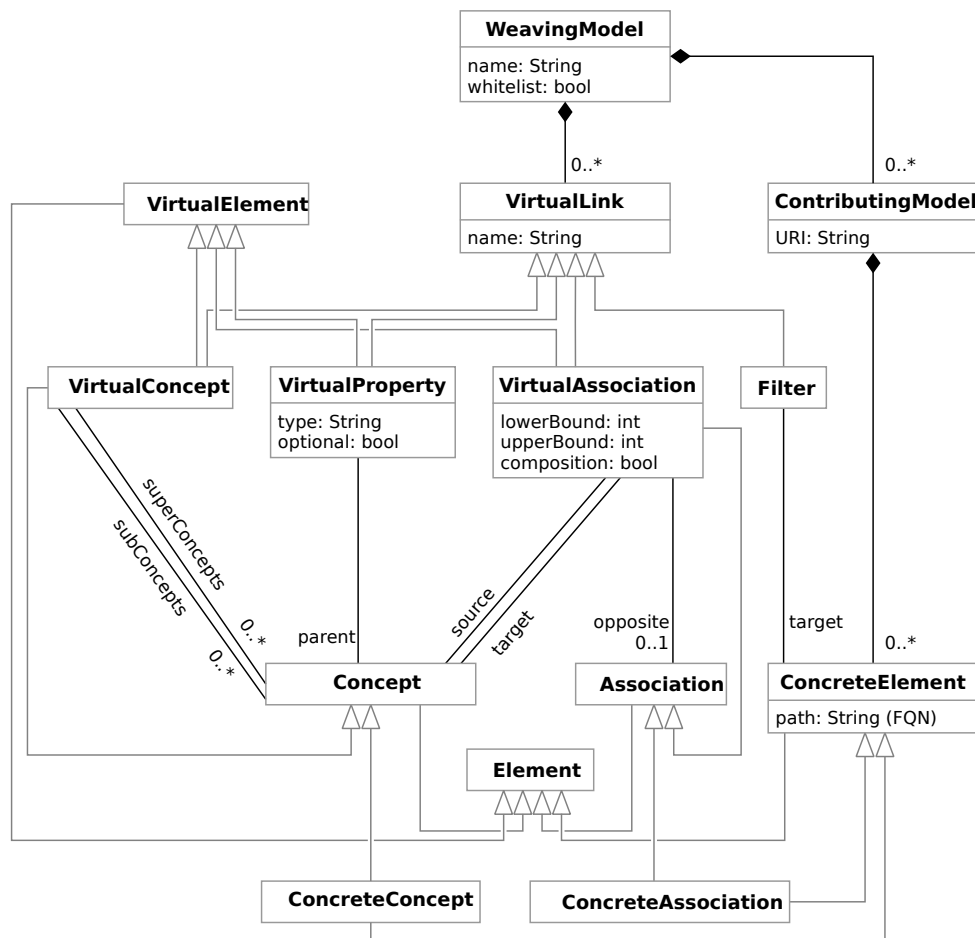 WeavingModel
name: String
whitelist: bool
0..*
0..*
VirtualElement
VirtualLink
name: String
ContributingModel
URI: String
VirtualConcept
VirtualProperty
type: String
optional: bool
VirtualAssociation
lowerBound: int
upperBound: int
composition: bool
Filter
superConcepts
subConcepts
0..*
0..*
parent
source
target
opposite
0..1
target
0..*
Concept
Association
ConcreteElement
path: String (FQN)
Element
ConcreteConcept
ConcreteAssociation